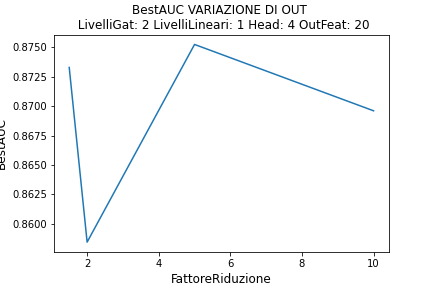 BestAUC VARIAZIONE DI OUT
LivelliGat: 2 LivelliLineari: 1 Head: 4 OutFeat: 20
0.8750
0.8725
0.8700
0.8675
0.8650
0.8625
0.8600
BestAUC
2 4 6 8 10
FattoreRiduzione